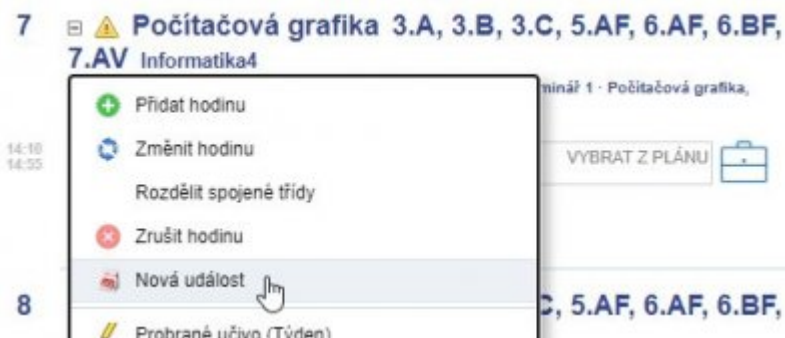 7 Počítačová grafika 3.A, 3.B, 3.C, 5.AF, 6.AF, 6.BF,
7.AV Informatika4
minář 1 · Počítačová grafika,
Přidat hodinu
14:10
14:55
Změnit hodinu
VYBRAT Z PLÁNU
Rozdělit spojené třídy
Zrušit hodinu
Nová událost
8 C, 5.AF, 6.AF, 6.BF,
Probrané učivo (Týden)